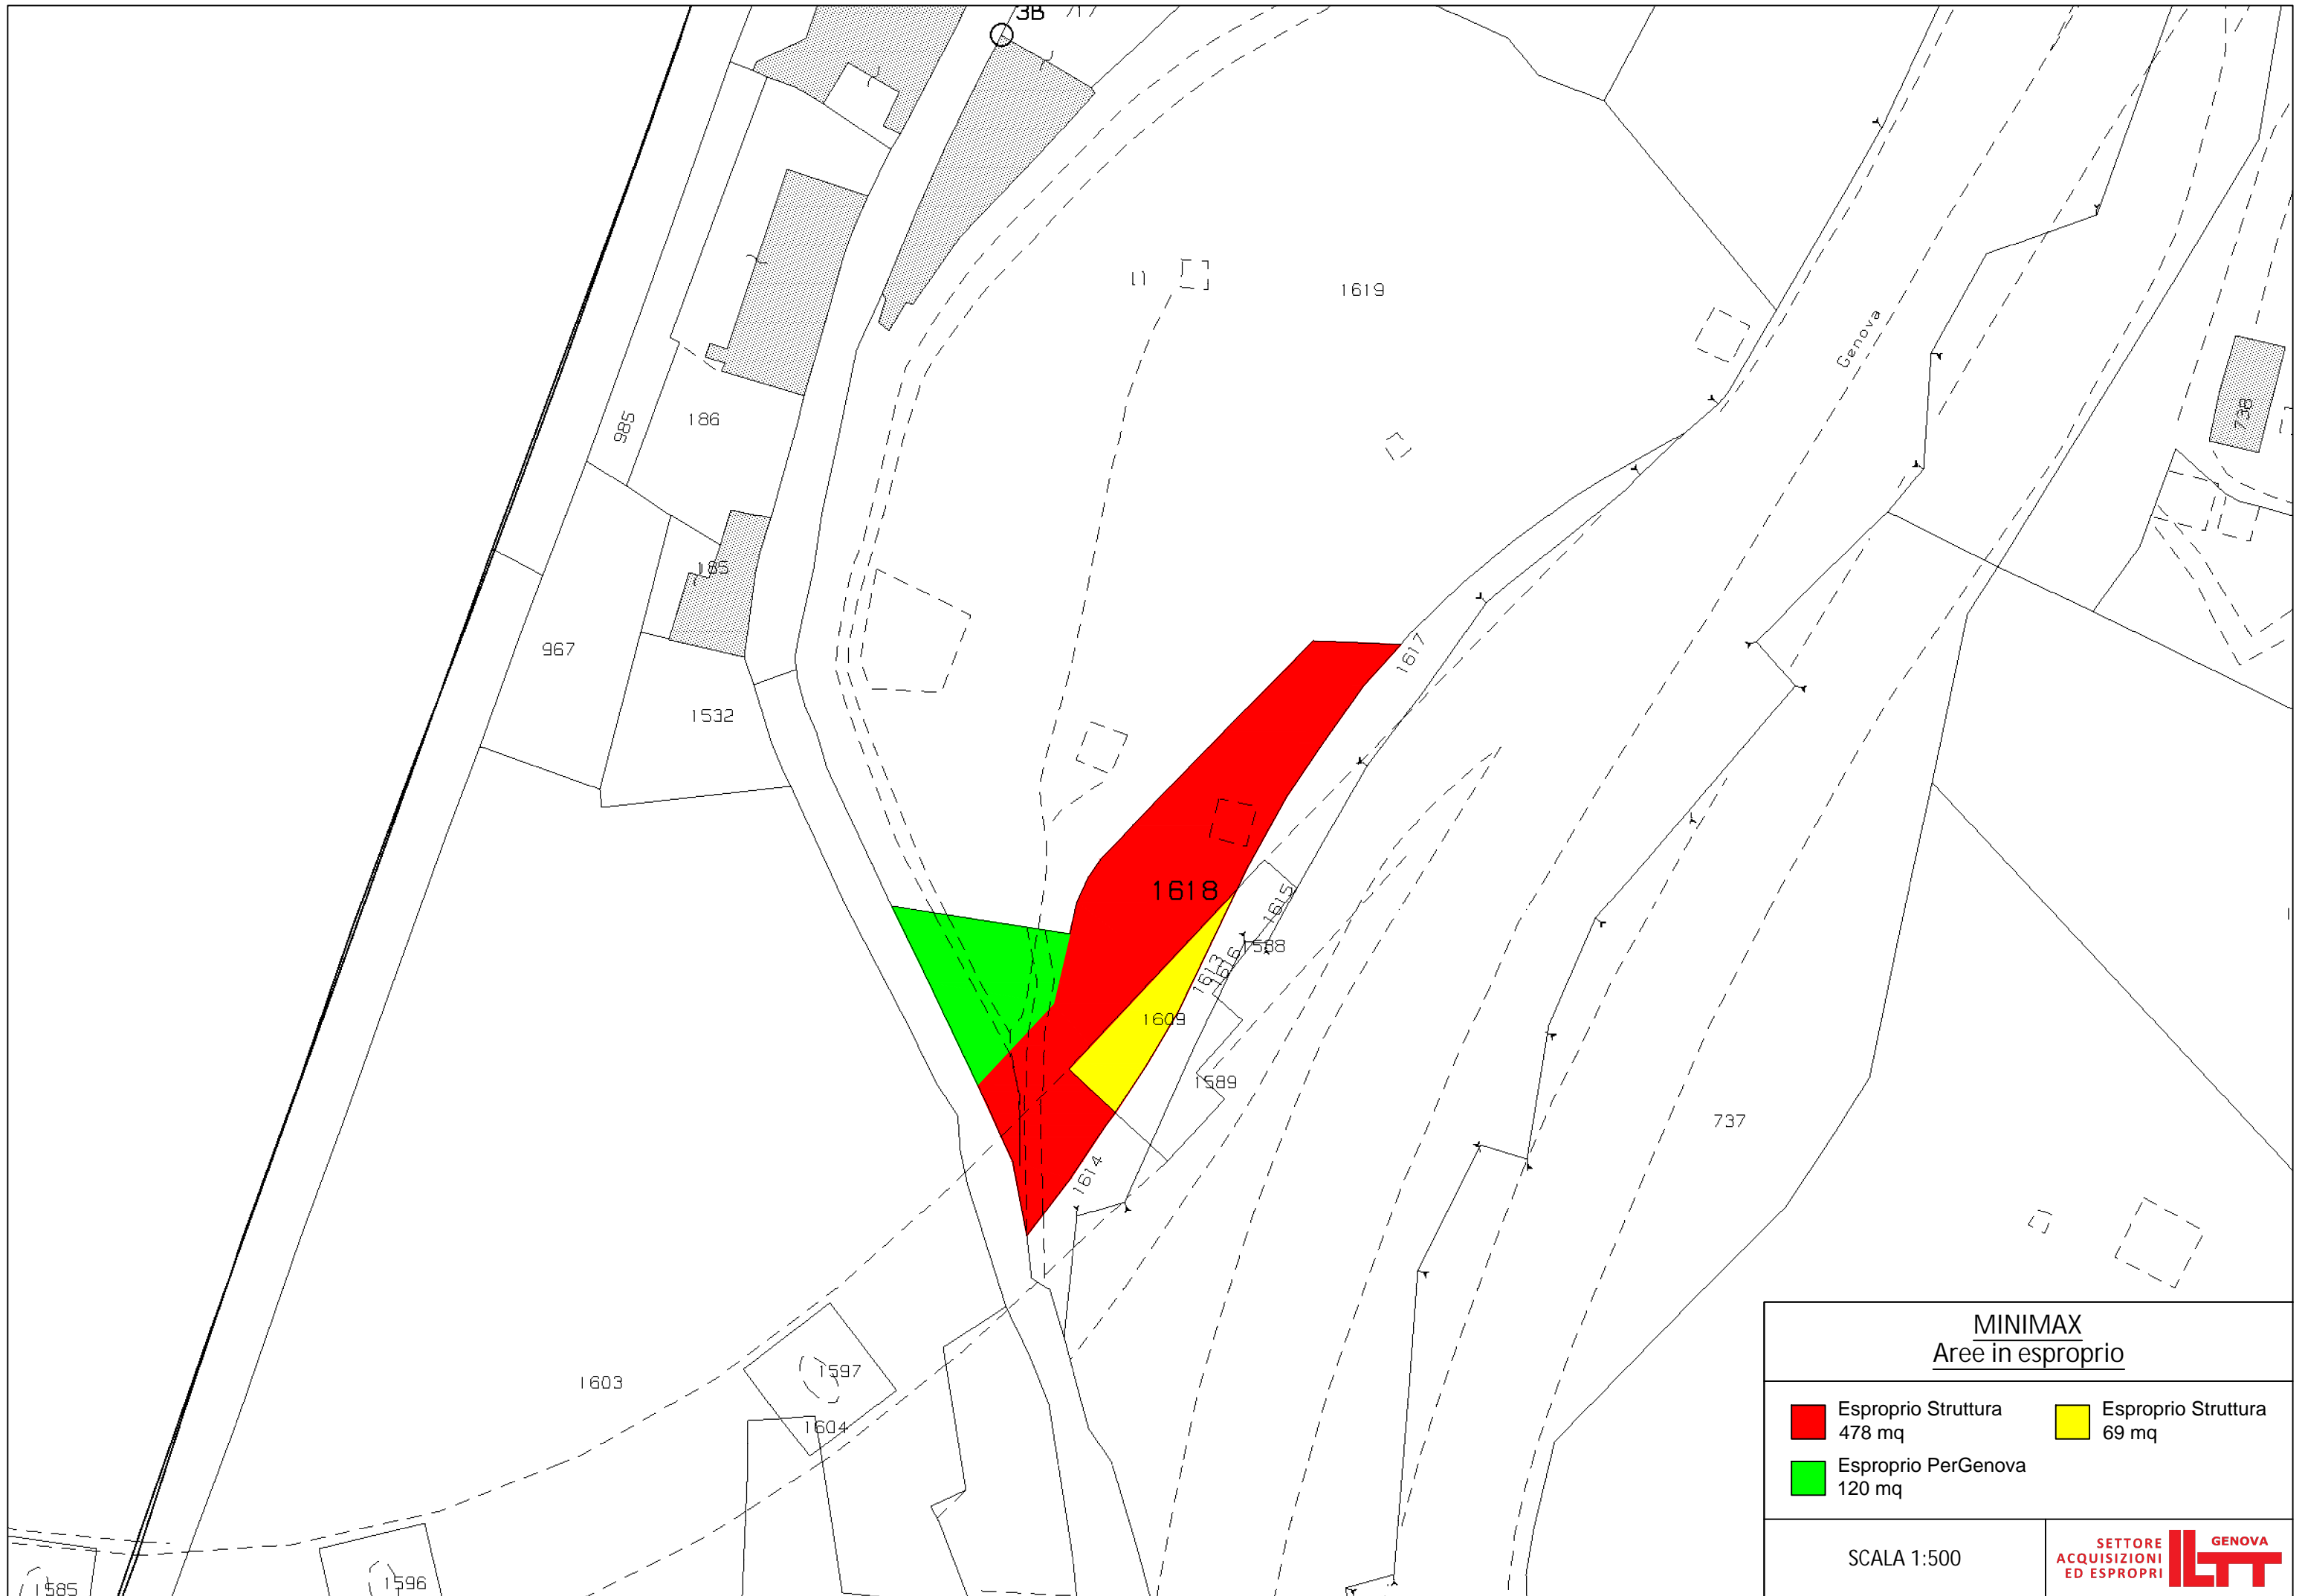 3B
1619
Genova
985
186
738
185
967
1617
1532
1618
1615
1588
1613
1616
1609
1589
737
1614
1603
1597
1604
1585
1596
MINIMAX
Aree in esproprio
Esproprio Struttura
478 mq
Esproprio Struttura
69 mq
Esproprio PerGenova
120 mq
SCALA 1:500
SETTORE
ACQUISIZIONI
ED ESPROPRI
GENOVA